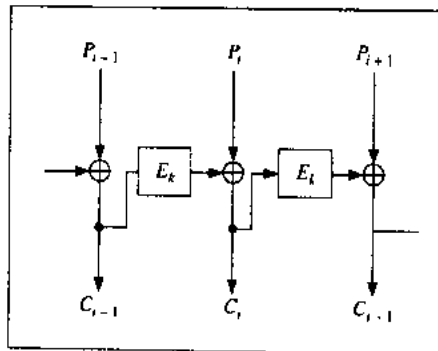 P_{i-1} P_i P_{i+1}
E_k E_k
C_{i-1} C_i C_{i+1}